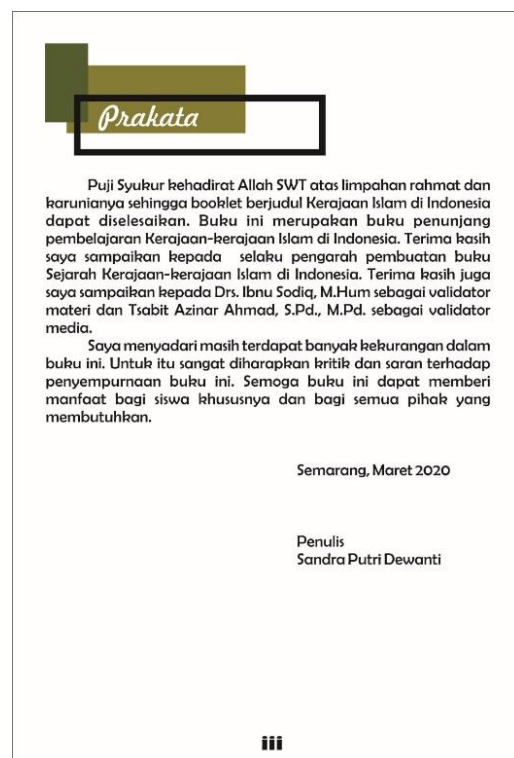 Prakata
Puji Syukur kehadirat Allah SWT atas limpahan rahmat dan
karunianya sehingga booklet berjudul Kerajaan Islam di Indonesia
dapat diselesaikan. Buku ini merupakan buku penunjang
pembelajaran Kerajaan-kerajaan Islam di Indonesia. Terima kasih
saya sampaikan kepada  selaku pengarah pembuatan buku
Sejarah Kerajaan-kerajaan Islam di Indonesia. Terima kasih juga
saya sampaikan kepada Drs. Ibnu Sodiq, M.Hum sebagai validator
materi dan Tsabit Azinar Ahmad, S.Pd., M.Pd. sebagai validator
media.
Saya menyadari masih terdapat banyak kekurangan dalam
buku ini. Untuk itu sangat diharapkan kritik dan saran terhadap
penyempurnaan buku ini. Semoga buku ini dapat memberi
manfaat bagi siswa khususnya dan bagi semua pihak yang
membutuhkan.
Semarang, Maret 2020
Penulis
Sandra Putri Dewanti
iii